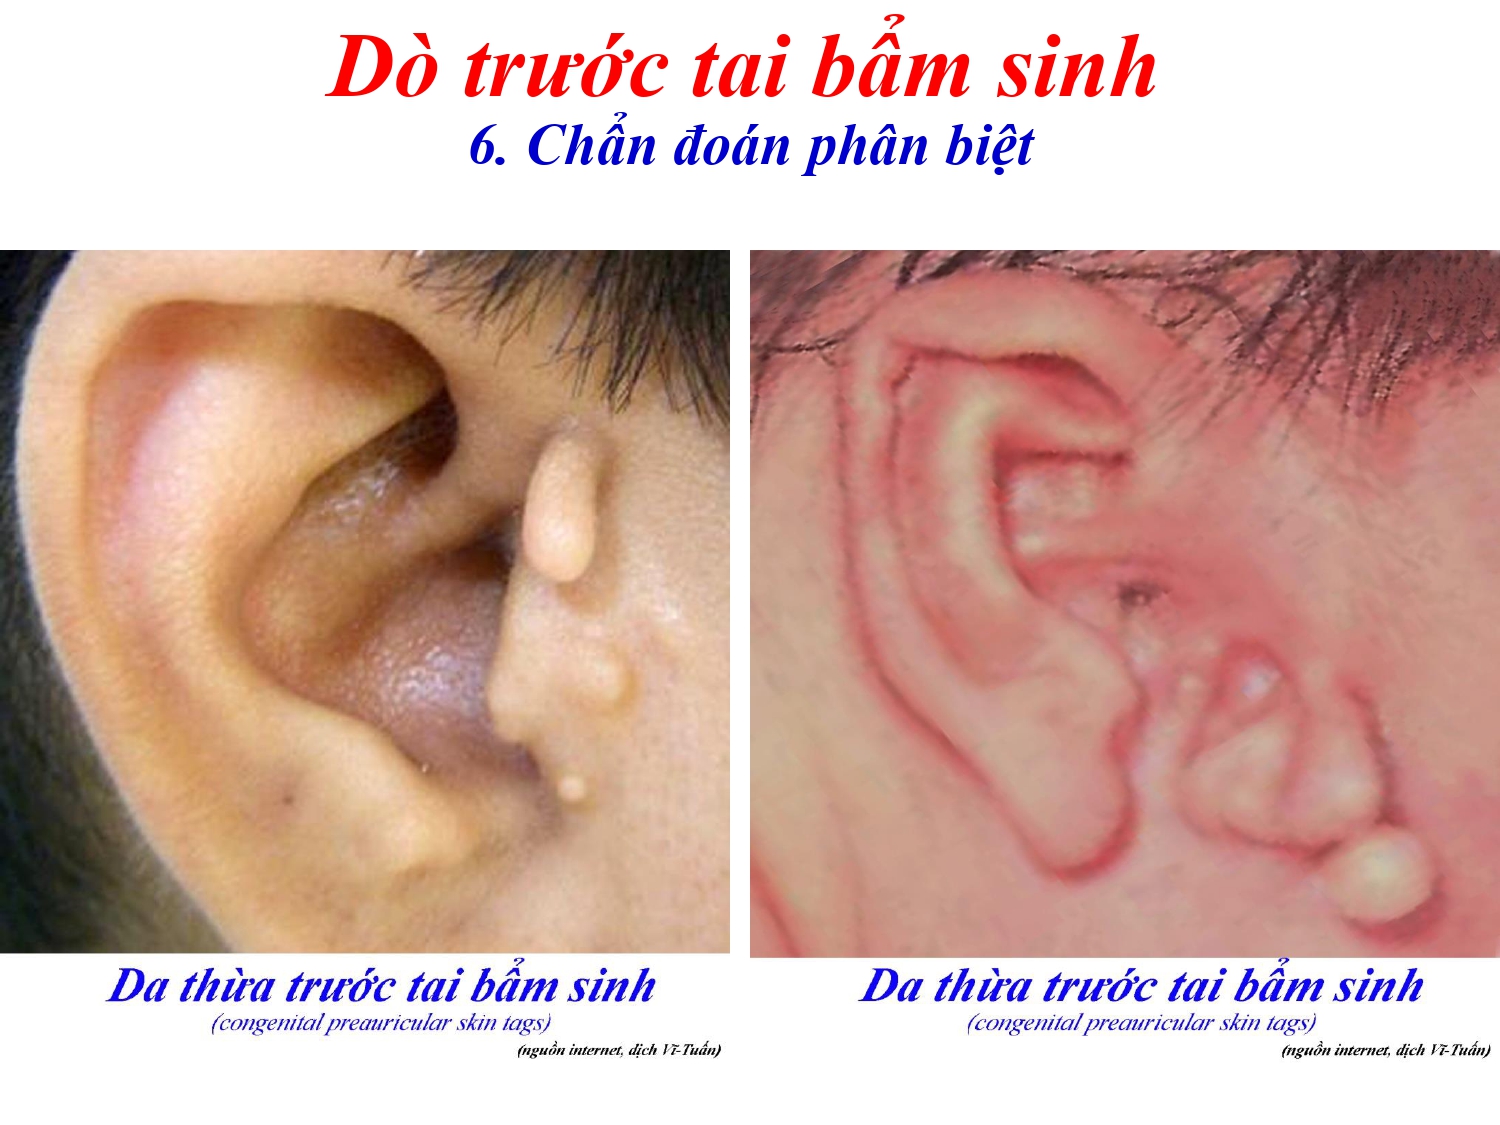 Dò trước tai bẩm sinh
6. Chẩn đoán phân biệt
Da thừa trước tai bẩm sinh
(congenital preauricular skin tags)
(nguồn internet, dịch Vĩ-Tuấn)
Da thừa trước tai bẩm sinh
(congenital preauricular skin tags)
(nguồn internet, dịch Vĩ-Tuấn)